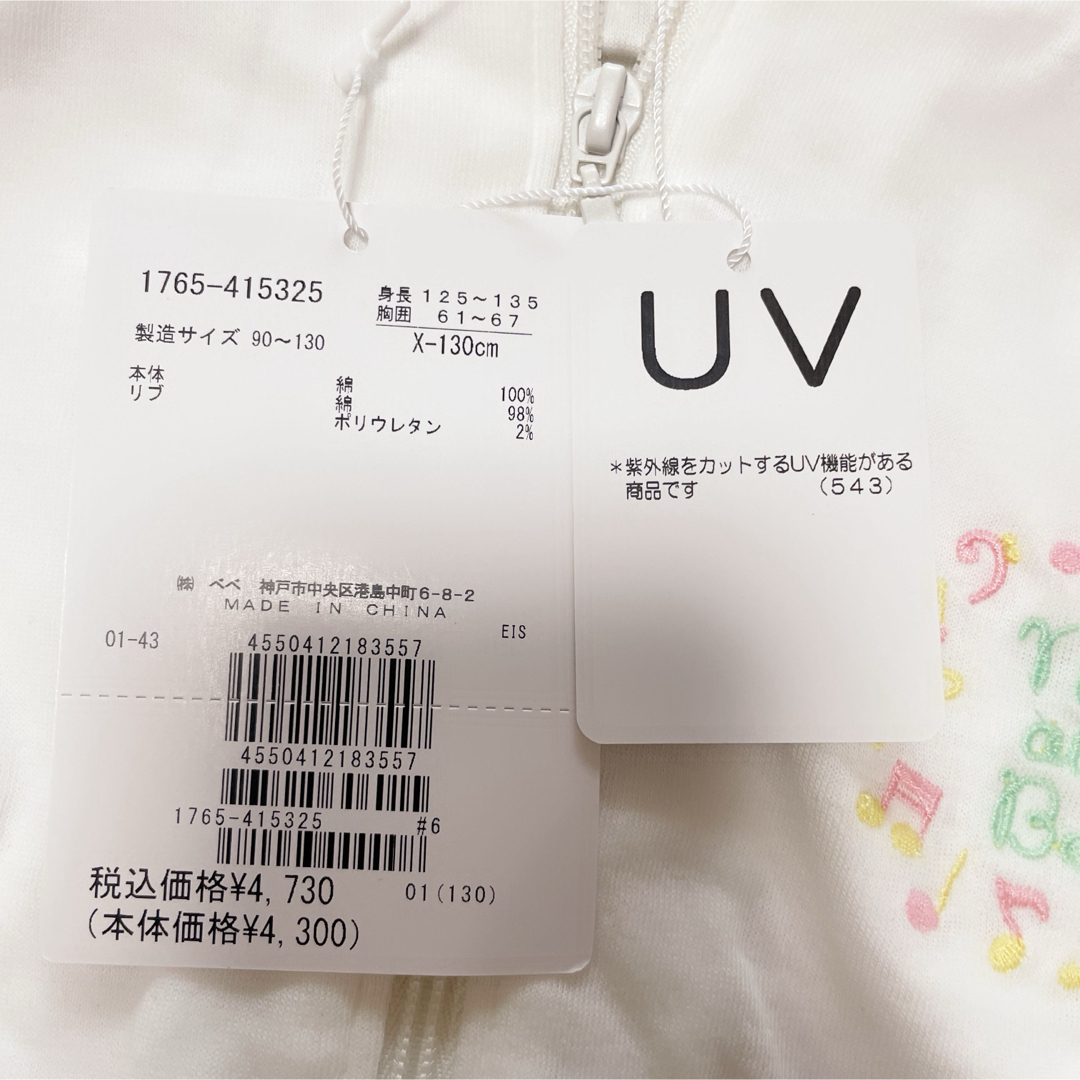 1765-415325
身長 125～135
胸囲 61～67
X-130cm
製造サイズ 90～130
本体 綿 100%
リブ 綿 98%
ポリウレタン 2%
㈱ べべ 神戸市中央区港島中町6-8-2
MADE IN CHINA
01-43
EIS
4550412183557
4550412183557
1765-415325 #6
税込価格¥4,730
01(130)
(本体価格¥4,300)
UV
＊紫外線をカットするUV機能がある
商品です (543)